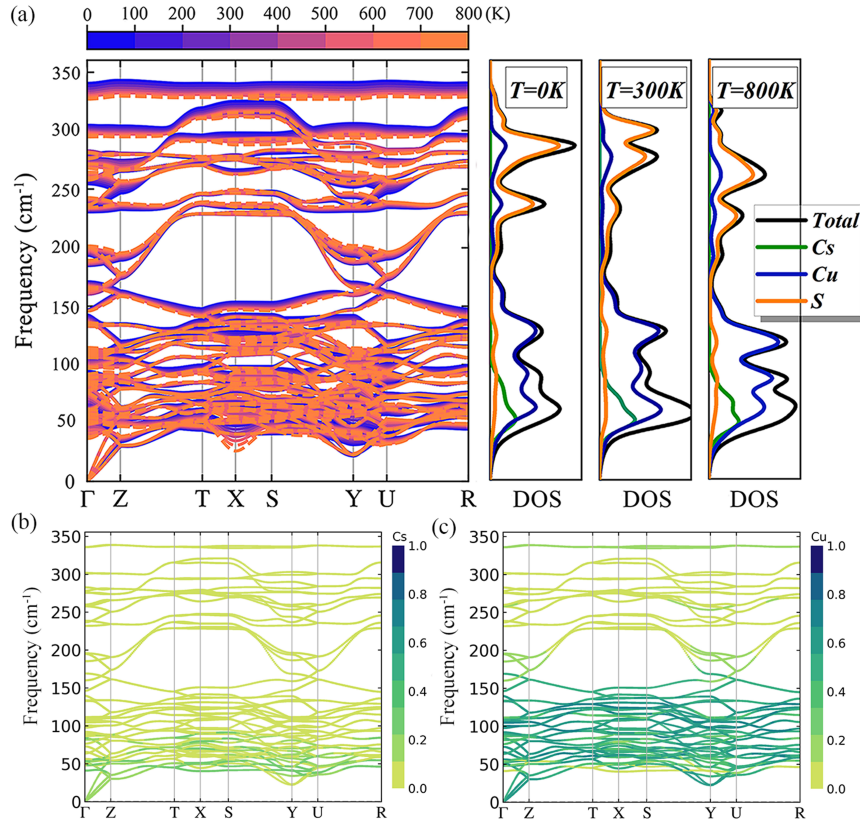 (a)
0 100 200 300 400 500 600 700 800 (K)
350
300
250
200
150
100
50
0
Frequency (cm⁻¹)
Γ Z T X S Y U R
T=0K
T=300K
T=800K
DOS
DOS
DOS
Total
Cs
Cu
S
(b)
350
300
250
200
150
100
50
0
Frequency (cm⁻¹)
Γ Z T X S Y U R
Cs
1.0
0.8
0.6
0.4
0.2
0.0
(c)
350
300
250
200
150
100
50
0
Frequency (cm⁻¹)
Γ Z T X S Y U R
Cu
1.0
0.8
0.6
0.4
0.2
0.0